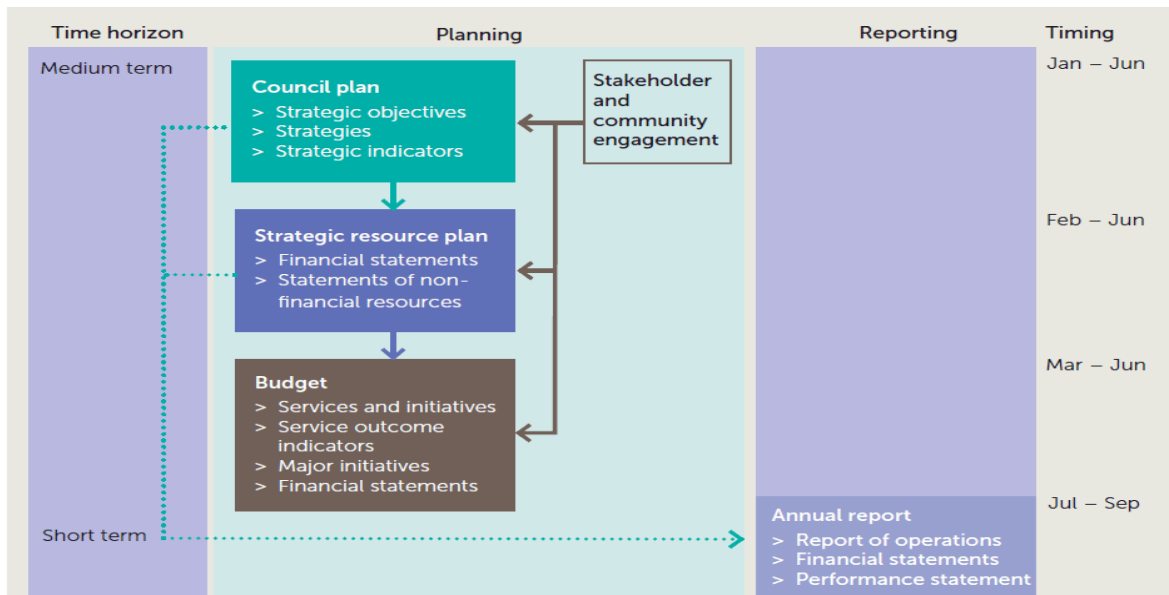 Time horizon
Planning
Reporting
Timing
Medium term
Jan – Jun
Council plan
> Strategic objectives
> Strategies
> Strategic indicators
Stakeholder
and
community
engagement
Feb – Jun
Strategic resource plan
> Financial statements
> Statements of non-
financial resources
Mar – Jun
Budget
> Services and initiatives
> Service outcome
indicators
> Major initiatives
> Financial statements
Jul – Sep
Short term
Annual report
> Report of operations
> Financial statements
> Performance statement